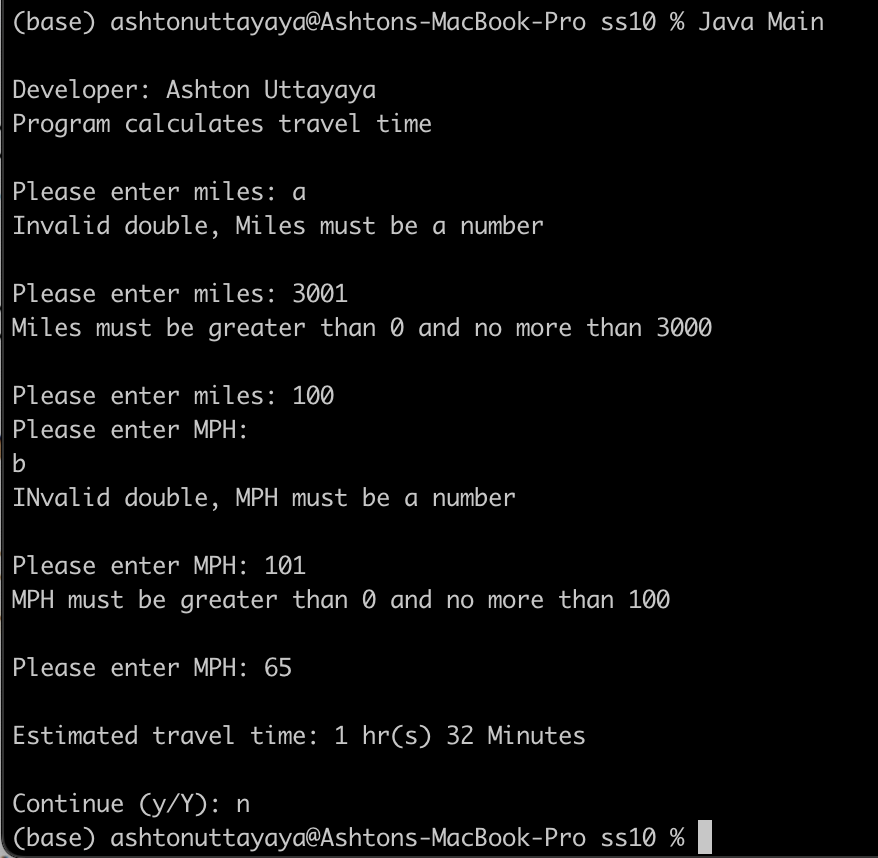 (base) ashtonuttayaya@Ashtons-MacBook-Pro ss10 % Java Main
Developer: Ashton Uttayaya
Program calculates travel time
Please enter miles: a
Invalid double, Miles must be a number
Please enter miles: 3001
Miles must be greater than 0 and no more than 3000
Please enter miles: 100
Please enter MPH:
b
INvalid double, MPH must be a number
Please enter MPH: 101
MPH must be greater than 0 and no more than 100
Please enter MPH: 65
Estimated travel time: 1 hr(s) 32 Minutes
Continue (y/Y): n
(base) ashtonuttayaya@Ashtons-MacBook-Pro ss10 %